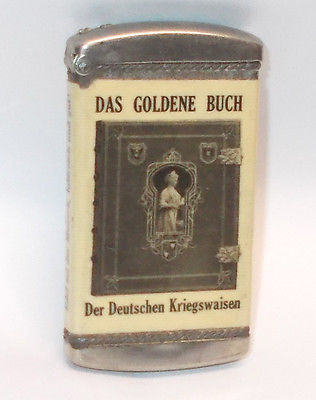 DAS GOLDENE BUCH
Der Deutschen Kriegswaisen